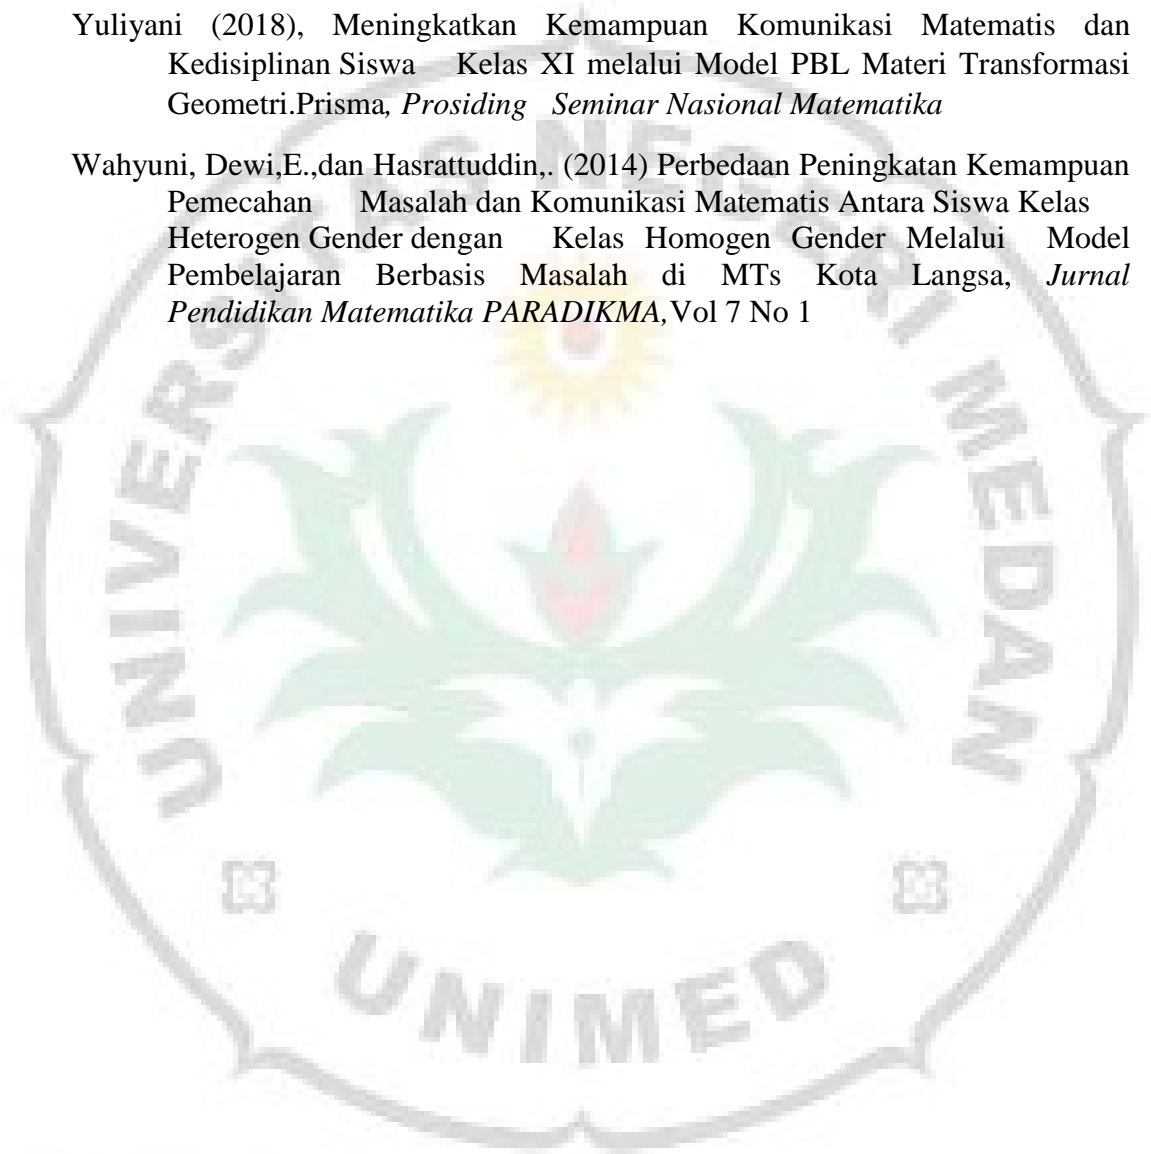 Yuliyani (2018), Meningkatkan Kemampuan Komunikasi Matematis dan
Kedisiplinan Siswa Kelas XI melalui Model PBL Materi Transformasi
Geometri.Prisma, Prosiding Seminar Nasional Matematika
Wahyuni, Dewi,E.,dan Hasrattuddin,. (2014) Perbedaan Peningkatan Kemampuan
Pemecahan Masalah dan Komunikasi Matematis Antara Siswa Kelas
Heterogen Gender dengan Kelas Homogen Gender Melalui Model
Pembelajaran Berbasis Masalah di MTs Kota Langsa, Jurnal
Pendidikan Matematika PARADIKMA,Vol 7 No 1
UNIVERSITAS NEGERI MEDAN
UNIMED